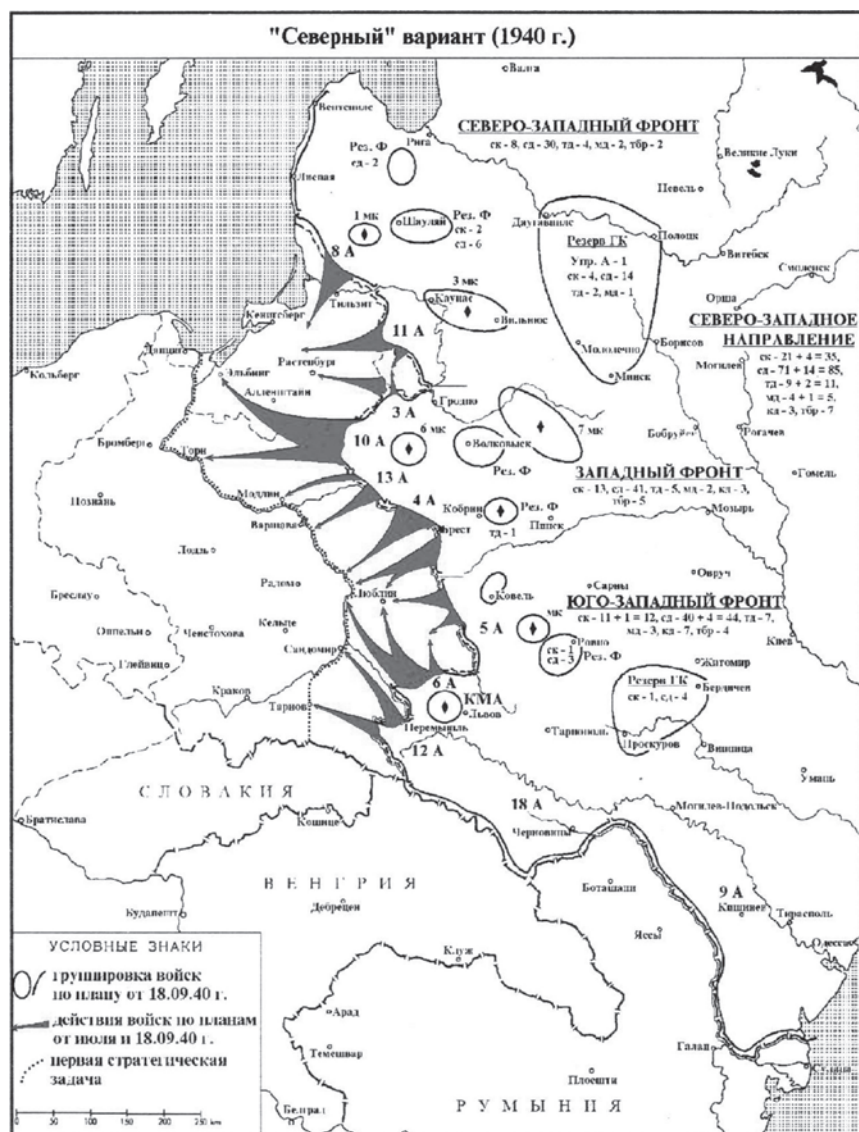 "Северный" вариант (1940 г.)
Валга
Вентспилс
Рига
СЕВЕРО-ЗАПАДНЫЙ ФРОНТ
ск - 8, сд - 30, тд - 4, мд - 2, тбр - 2
Рез. Ф
сд - 2
Великие Луки
Лиепая
Невель
1 мк
Шяуляй
Рез. Ф
ск - 2
сд - 6
Даугавпилс
Полоцк
Резерв ГК
Упр. А - 1
ск - 4, сд - 14
тд - 2, мд - 1
Витебск
Смоленск
8 А
Тильзит
3 мк
Каунас
Вильнюс
Орша
Кенигсберг
11 А
СЕВЕРО-ЗАПАДНОЕ
НАПРАВЛЕНИЕ
ск - 21 + 4 = 35,
сд - 71 + 14 = 85,
тд - 9 + 2 = 11,
мд - 4 + 1 = 5,
кд - 3, тбр - 7
Данциг
Растенбург
Молодечно
Борисов
Могилев
Кольберг
Эльбинг
Минск
Алленштайн
3 А
Гродно
10 А
6 мк
Волковыск
7 мк
Бобруйск
Рогачев
Бромберг
Торн
Рез. Ф
ЗАПАДНЫЙ ФРОНТ
ск - 13, сд - 41, тд - 5, мд - 2, кд - 3,
тбр - 5
Гомель
13 А
Познань
Модлин
4 А
Кобрин
Рез. Ф
Мозырь
Варшава
Брест
тд - 1
Пинск
Лодзь
Сарны
Овруч
Бреслау
Радом
Люблин
Ковель
ЮГО-ЗАПАДНЫЙ ФРОНТ
ск - 11 + 1 = 12, сд - 40 + 4 = 44, тд - 7,
мд - 3, кд - 7, тбр - 4
мк
Оппельн
Ченстохова
Кельце
5 А
Ровно
Киев
Сандомир
ск - 1
сд - 3
Рез. Ф
Глейвиц
Житомир
6 А
Резерв ГК
ск - 1, сд - 4
Бердичев
Краков
Тарнов
КМА
Львов
Перемышль
Тарнополь
Проскуров
Винница
12 А
Умань
СЛОВАКИЯ
18 А
Могилев-Подольск
Братислава
Кошице
Черновицы
ВЕНГРИЯ
Боташани
9 А
Кишинев
Дебрецен
Тирасполь
Яссы
Одесса
УСЛОВНЫЕ ЗНАКИ
группировка войск
по плану от 18.09.40 г.
Клуж
действия войск по планам
от июля и 18.09.40 г.
Арад
первая стратегическая
задача
Темешвар
Галац
Плоешти
0 50 100 150 200 250 км
Белград
РУМЫНИЯ